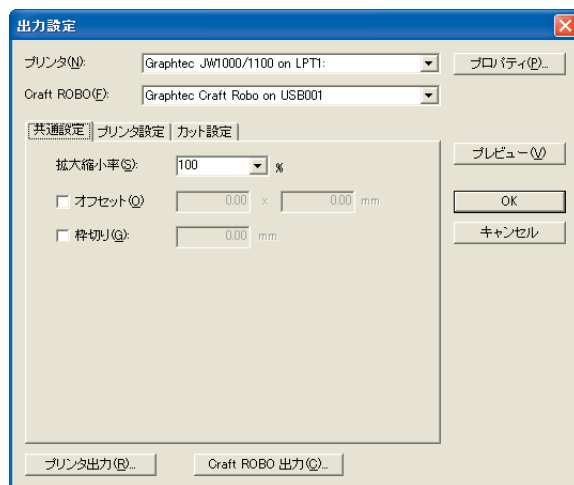 出力設定
プリンタ(N): Graphtec JW1000/1100 on LPT1: プロパティ(P)...
Craft ROBO(F): Graphtec Craft Robo on USB001
共通設定 プリンタ設定 カット設定
プレビュー(V)
拡大縮小率(S): 100 %
オフセット(O) 0.00 × 0.00 mm OK
枠切り(G): 0.00 mm キャンセル
プリンタ出力(R)... Craft ROBO 出力(C)...